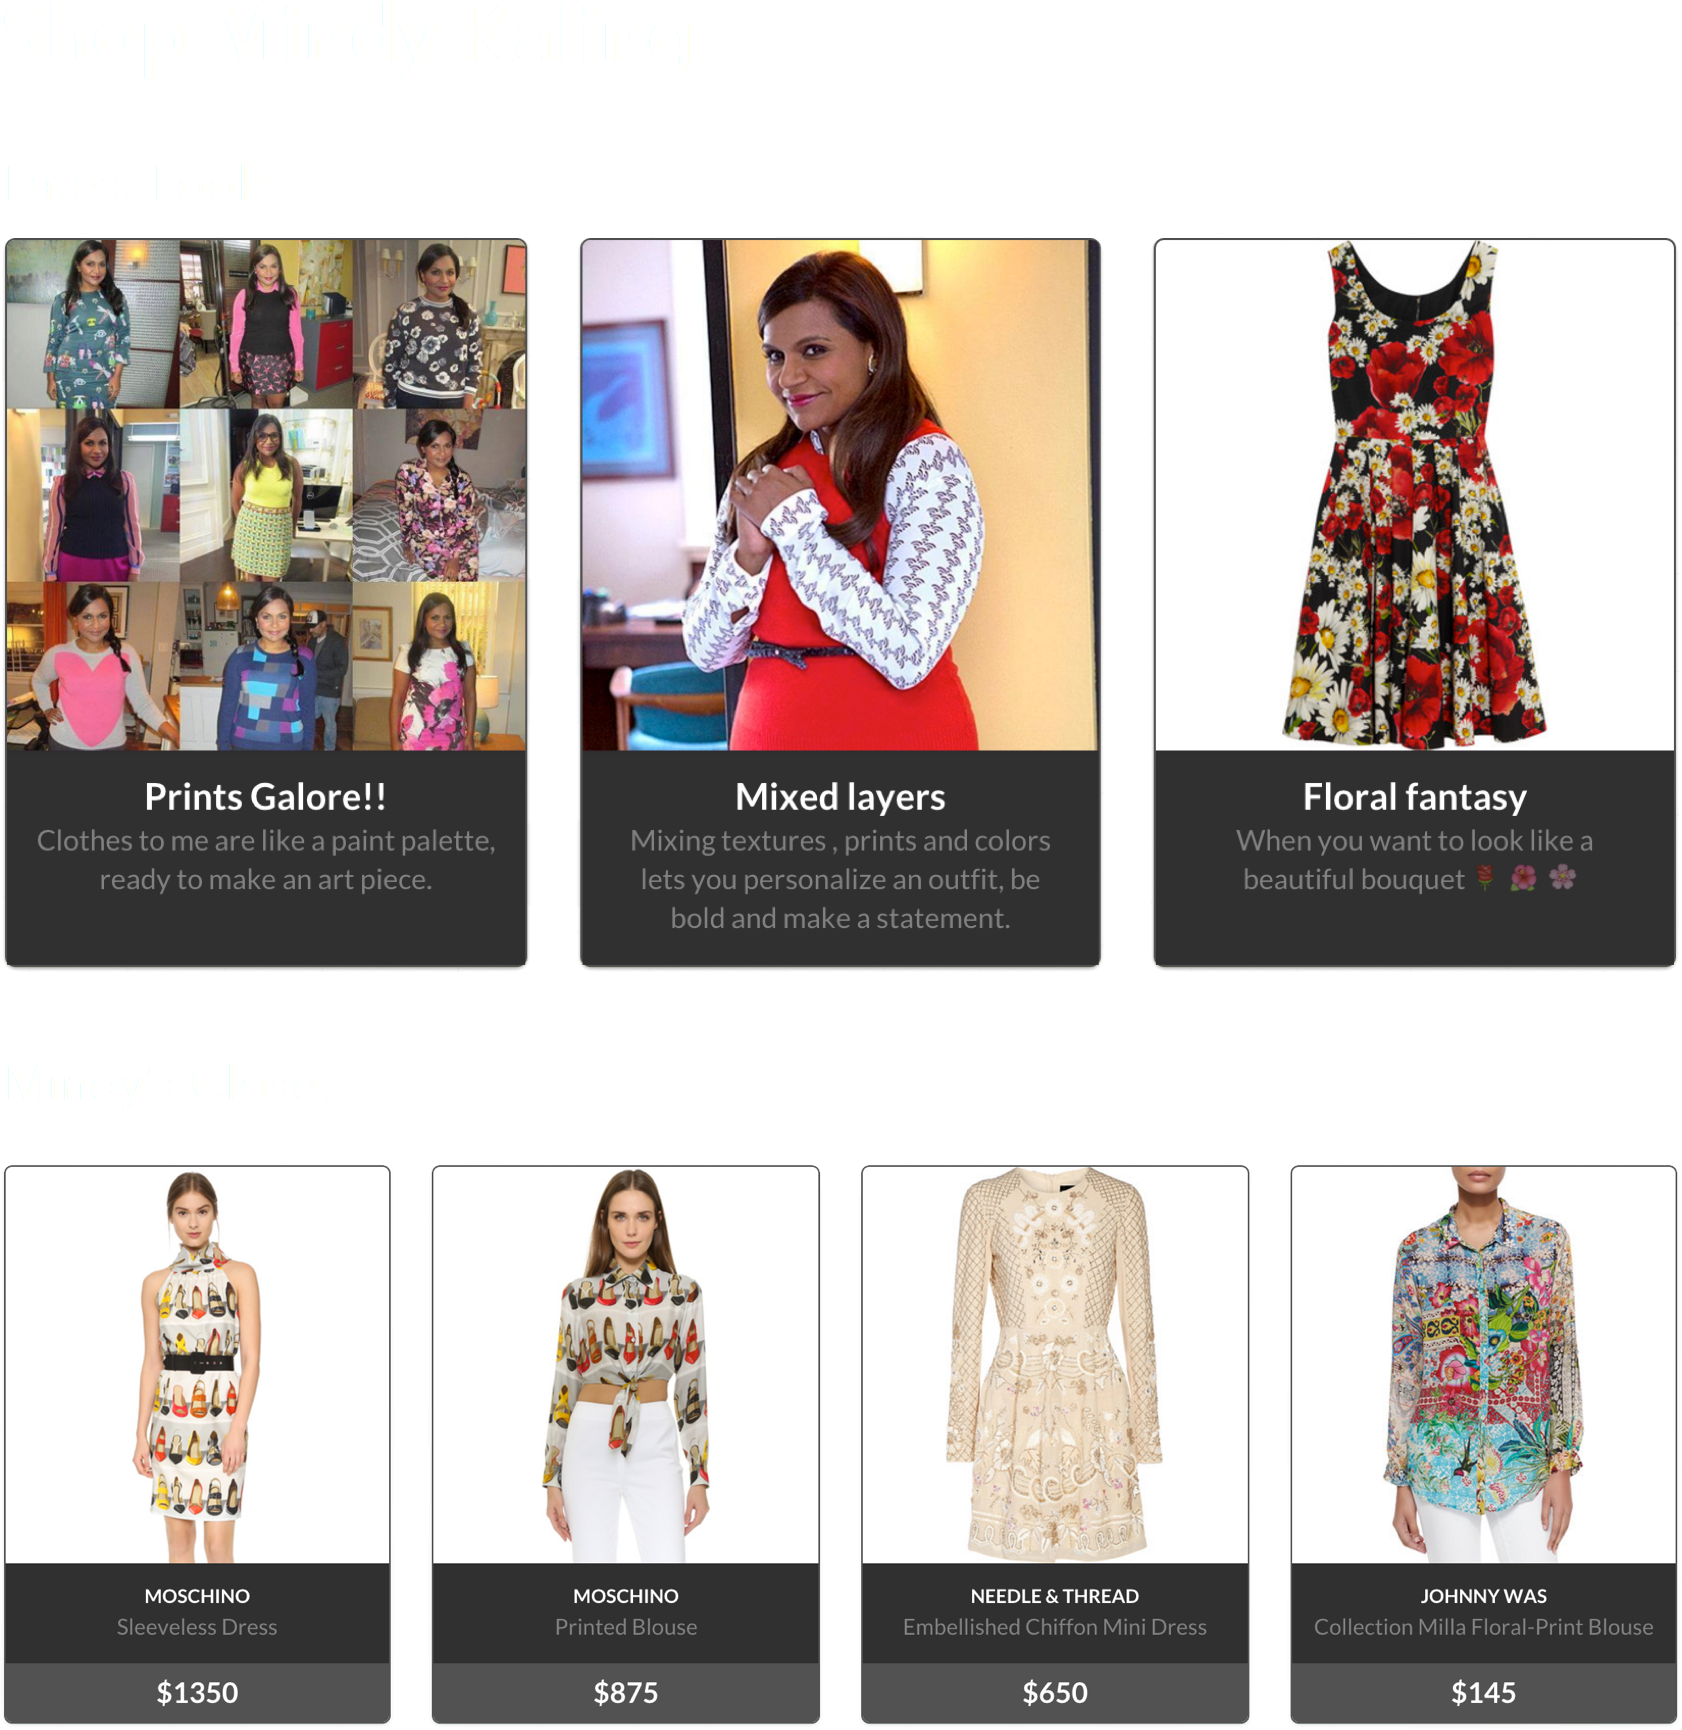 Prints Galore!!
Clothes to me are like a paint palette,
ready to make an art piece.
Mixed layers
Mixing textures , prints and colors
lets you personalize an outfit, be
bold and make a statement.
Floral fantasy
When you want to look like a
beautiful bouquet 🌹 🌺 🌸
MOSCHINO
Sleeveless Dress
$1350
MOSCHINO
Printed Blouse
$875
NEEDLE & THREAD
Embellished Chiffon Mini Dress
$650
JOHNNY WAS
Collection Milla Floral-Print Blouse
$145